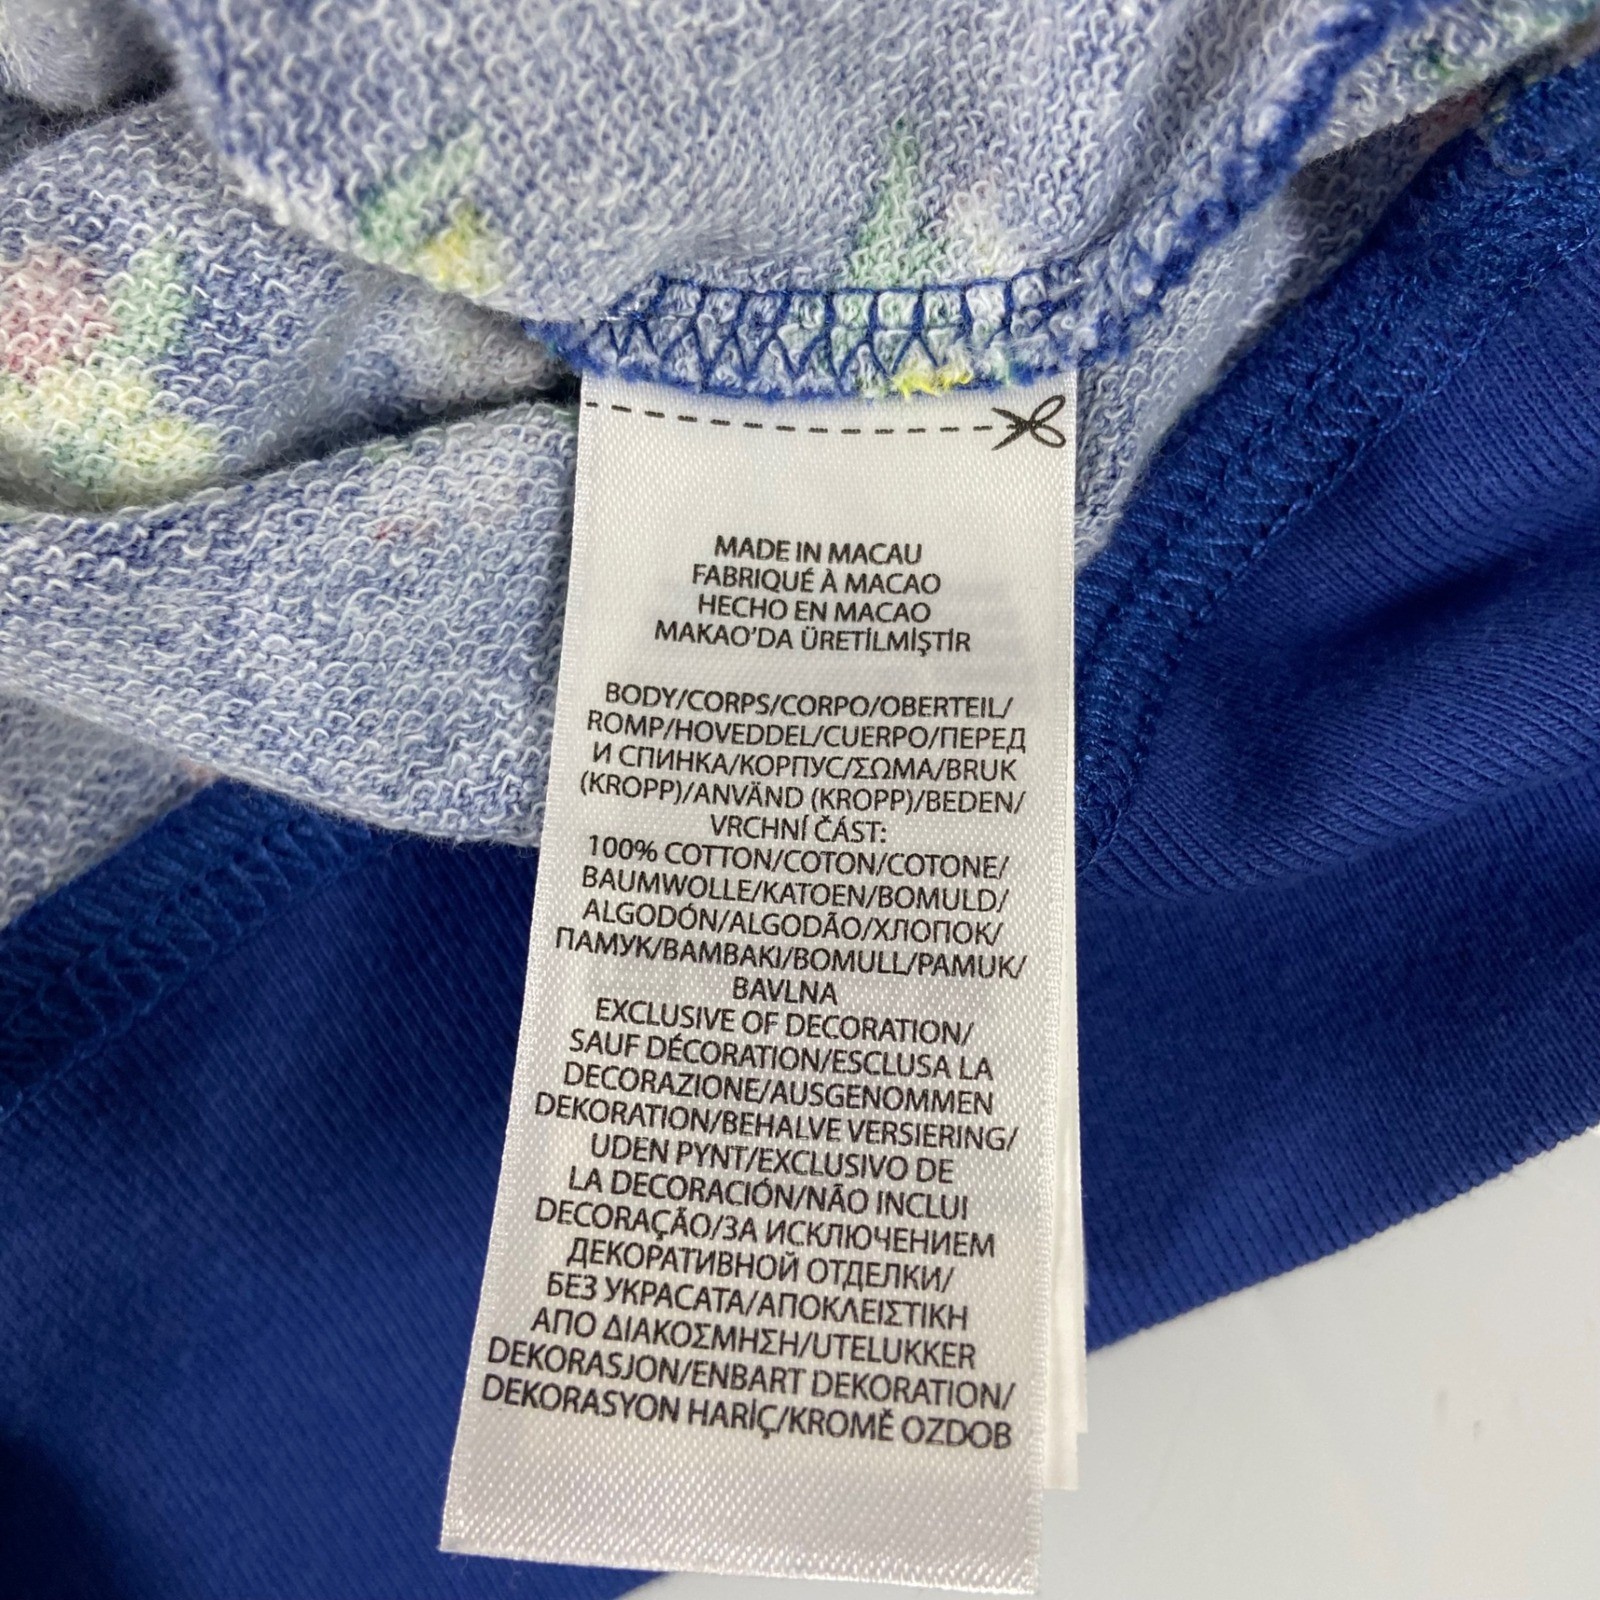 MADE IN MACAU
FABRIQUÉ À MACAO
HECHO EN MACAO
MAKAO'DA ÜRETİLMİŞTİR
BODY/CORPS/CORPO/OBERTEIL/
ROMP/HOVEDDEL/CUERPO/ПЕРЕД
И СПИНКА/КОРПУС/ΣΩΜΑ/BRUK
(KROPP)/ANVÄND (KROPP)/BEDEN/
VRCHNÍ ČÁST:
100% COTTON/COTON/COTONE/
BAUMWOLLE/KATOEN/BOMULD/
ALGODÓN/ALGODÃO/ХЛОПОК/
ПАМУК/BAMBAKI/BOMULL/PAMUK/
BAVLNA
EXCLUSIVE OF DECORATION/
SAUF DÉCORATION/ESCLUSA LA
DECORAZIONE/AUSGENOMMEN
DEKORATION/BEHALVE VERSIERING/
UDEN PYNT/EXCLUSIVO DE
LA DECORACIÓN/NÃO INCLUI
DECORAÇÃO/ЗА ИСКЛЮЧЕНИЕМ
ДЕКОРАТИВНОЙ ОТДЕЛКИ/
БЕЗ УКРАСАТА/ΑΠΟΚΛΕΙΣΤΙΚΗ
ΑΠΟ ΔΙΑΚΟΣΜΗΣΗ/UTELUKKER
DEKORASJON/ENBART DEKORATION/
DEKORASYON HARİÇ/KROMĚ OZDOB